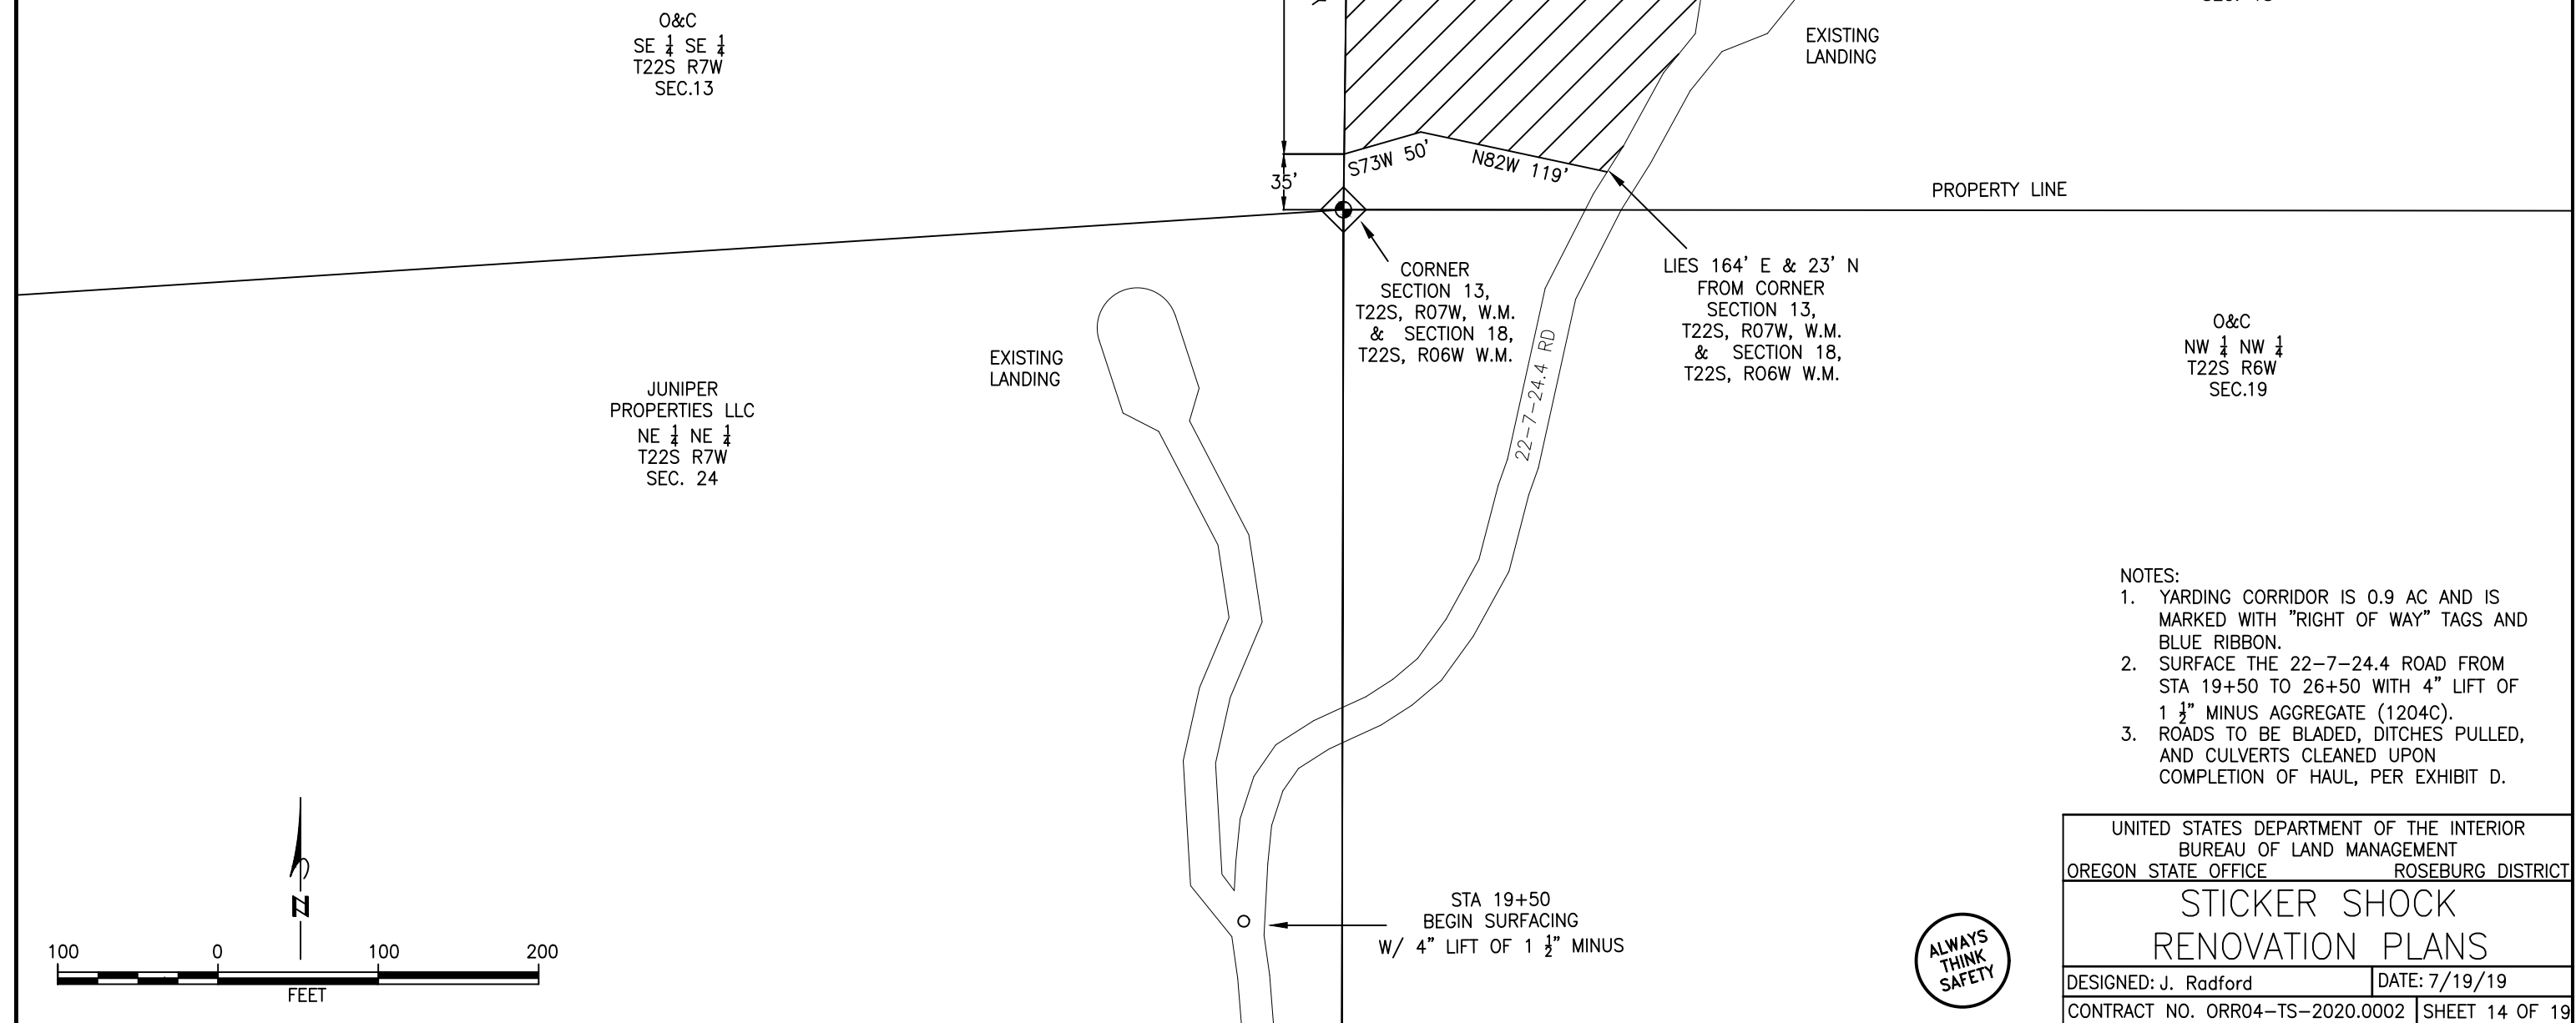 O&C
SE 1/4 SE 1/4
T22S R7W
SEC.13
EXISTING
LANDING
S73W 50'
N82W 119'
35'
PROPERTY LINE
CORNER
SECTION 13,
T22S, R07W, W.M.
& SECTION 18,
T22S, R06W W.M.
LIES 164' E & 23' N
FROM CORNER
SECTION 13,
T22S, R07W, W.M.
& SECTION 18,
T22S, R06W W.M.
22-7-24.4 RD
O&C
NW 1/4 NW 1/4
T22S R6W
SEC.19
EXISTING
LANDING
JUNIPER
PROPERTIES LLC
NE 1/4 NE 1/4
T22S R7W
SEC. 24
NOTES:
1. YARDING CORRIDOR IS 0.9 AC AND IS
MARKED WITH "RIGHT OF WAY" TAGS AND
BLUE RIBBON.
2. SURFACE THE 22-7-24.4 ROAD FROM
STA 19+50 TO 26+50 WITH 4" LIFT OF
1 1/2" MINUS AGGREGATE (1204C).
3. ROADS TO BE BLADED, DITCHES PULLED,
AND CULVERTS CLEANED UPON
COMPLETION OF HAUL, PER EXHIBIT D.
STA 19+50
BEGIN SURFACING
W/ 4" LIFT OF 1 1/2" MINUS
N
100 0 100 200
FEET
ALWAYS
THINK
SAFETY
UNITED STATES DEPARTMENT OF THE INTERIOR
BUREAU OF LAND MANAGEMENT
OREGON STATE OFFICE ROSEBURG DISTRICT
STICKER SHOCK
RENOVATION PLANS
DESIGNED: J. Radford DATE: 7/19/19
CONTRACT NO. ORR04-TS-2020.0002 SHEET 14 OF 19